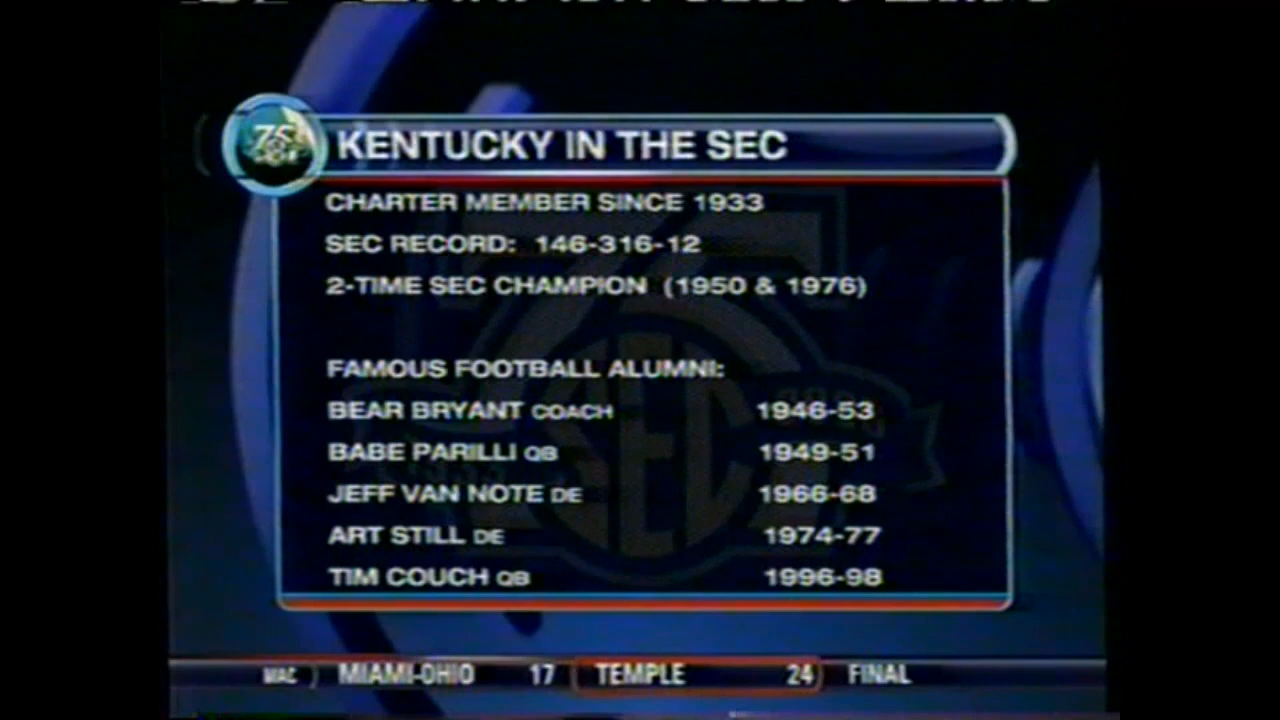 75
KENTUCKY IN THE SEC
CHARTER MEMBER SINCE 1933
SEC RECORD: 146-316-12
2-TIME SEC CHAMPION (1950 & 1976)
FAMOUS FOOTBALL ALUMNI:
BEAR BRYANT COACH 1946-53
BABE PARILLI QB 1949-51
JEFF VAN NOTE DE 1966-68
ART STILL DE 1974-77
TIM COUCH QB 1996-98
SEC
MAC MIAMI-OHIO 17 TEMPLE 24 FINAL